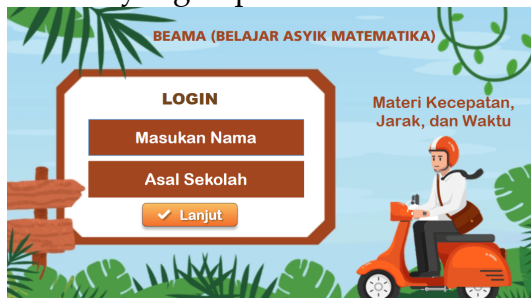 BEAMA (BELAJAR ASYIK MATEMATIKA)
LOGIN
Masukan Nama
Asal Sekolah
Lanjut
Materi Kecepatan,
Jarak, dan Waktu